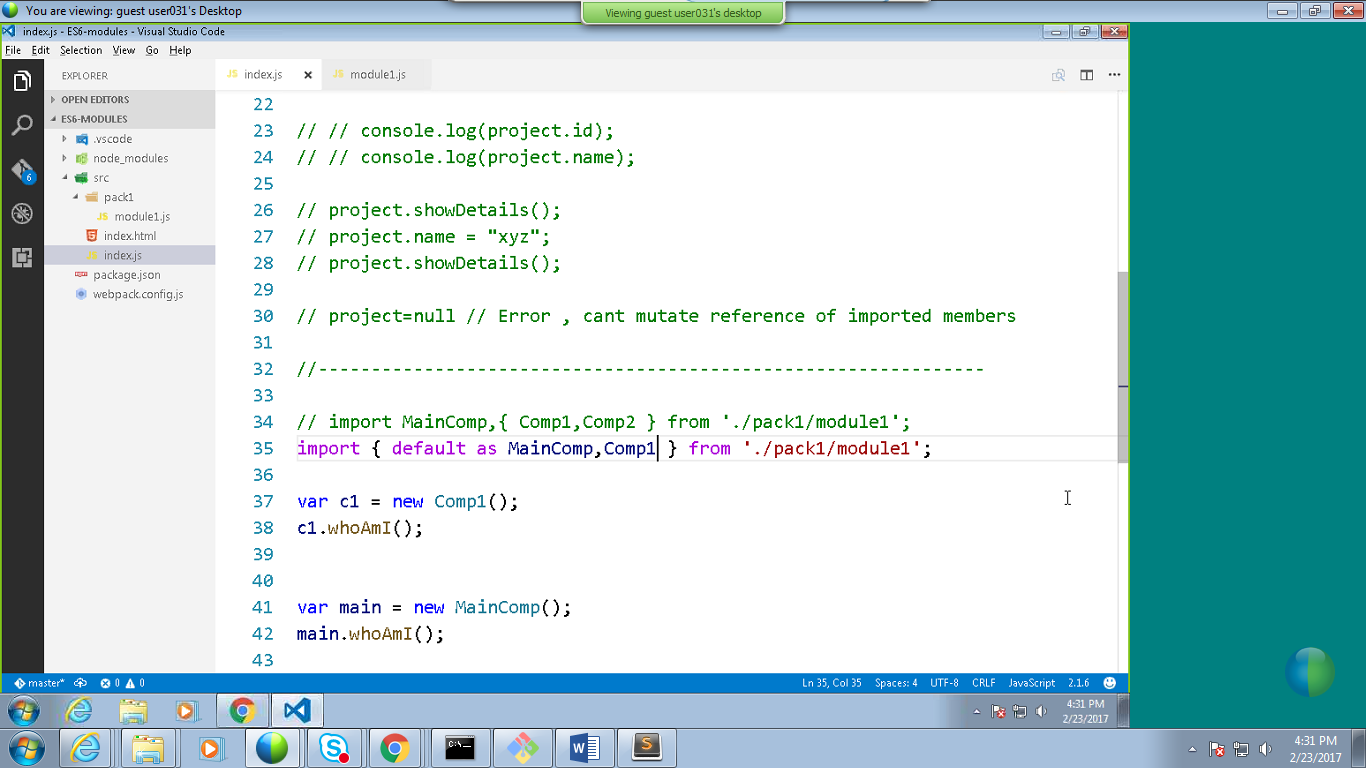 You are viewing: guest user031's Desktop
Viewing guest user031's desktop
index.js - ES6-modules - Visual Studio Code
File Edit Selection View Go Help
EXPLORER
OPEN EDITORS
ES6-MODULES
.vscode
node_modules
src
pack1
JS module1.js
index.html
JS index.js
package.json
webpack.config.js
6
JS index.js
JS module1.js
22
23 // // console.log(project.id);
24 // // console.log(project.name);
25
26 // project.showDetails();
27 // project.name = "xyz";
28 // project.showDetails();
29
30 // project=null // Error , cant mutate reference of imported members
31
32 //---------------------------------------------------------------
33
34 // import MainComp,{ Comp1,Comp2 } from './pack1/module1';
35 import { default as MainComp,Comp1 } from './pack1/module1';
36
37 var c1 = new Comp1();
38 c1.whoAmI();
39
40
41 var main = new MainComp();
42 main.whoAmI();
43
master* 0 0 Ln 35, Col 35 Spaces: 4 UTF-8 CRLF JavaScript 2.1.6
4:31 PM
2/23/2017
4:31 PM
2/23/2017